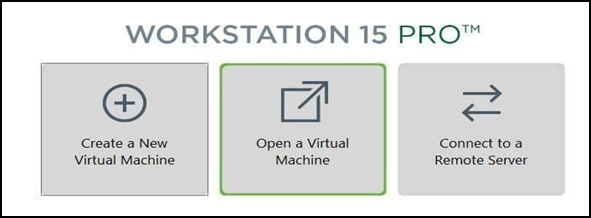 WORKSTATION 15 PRO™
Create a New
Virtual Machine
Open a Virtual
Machine
Connect to a
Remote Server